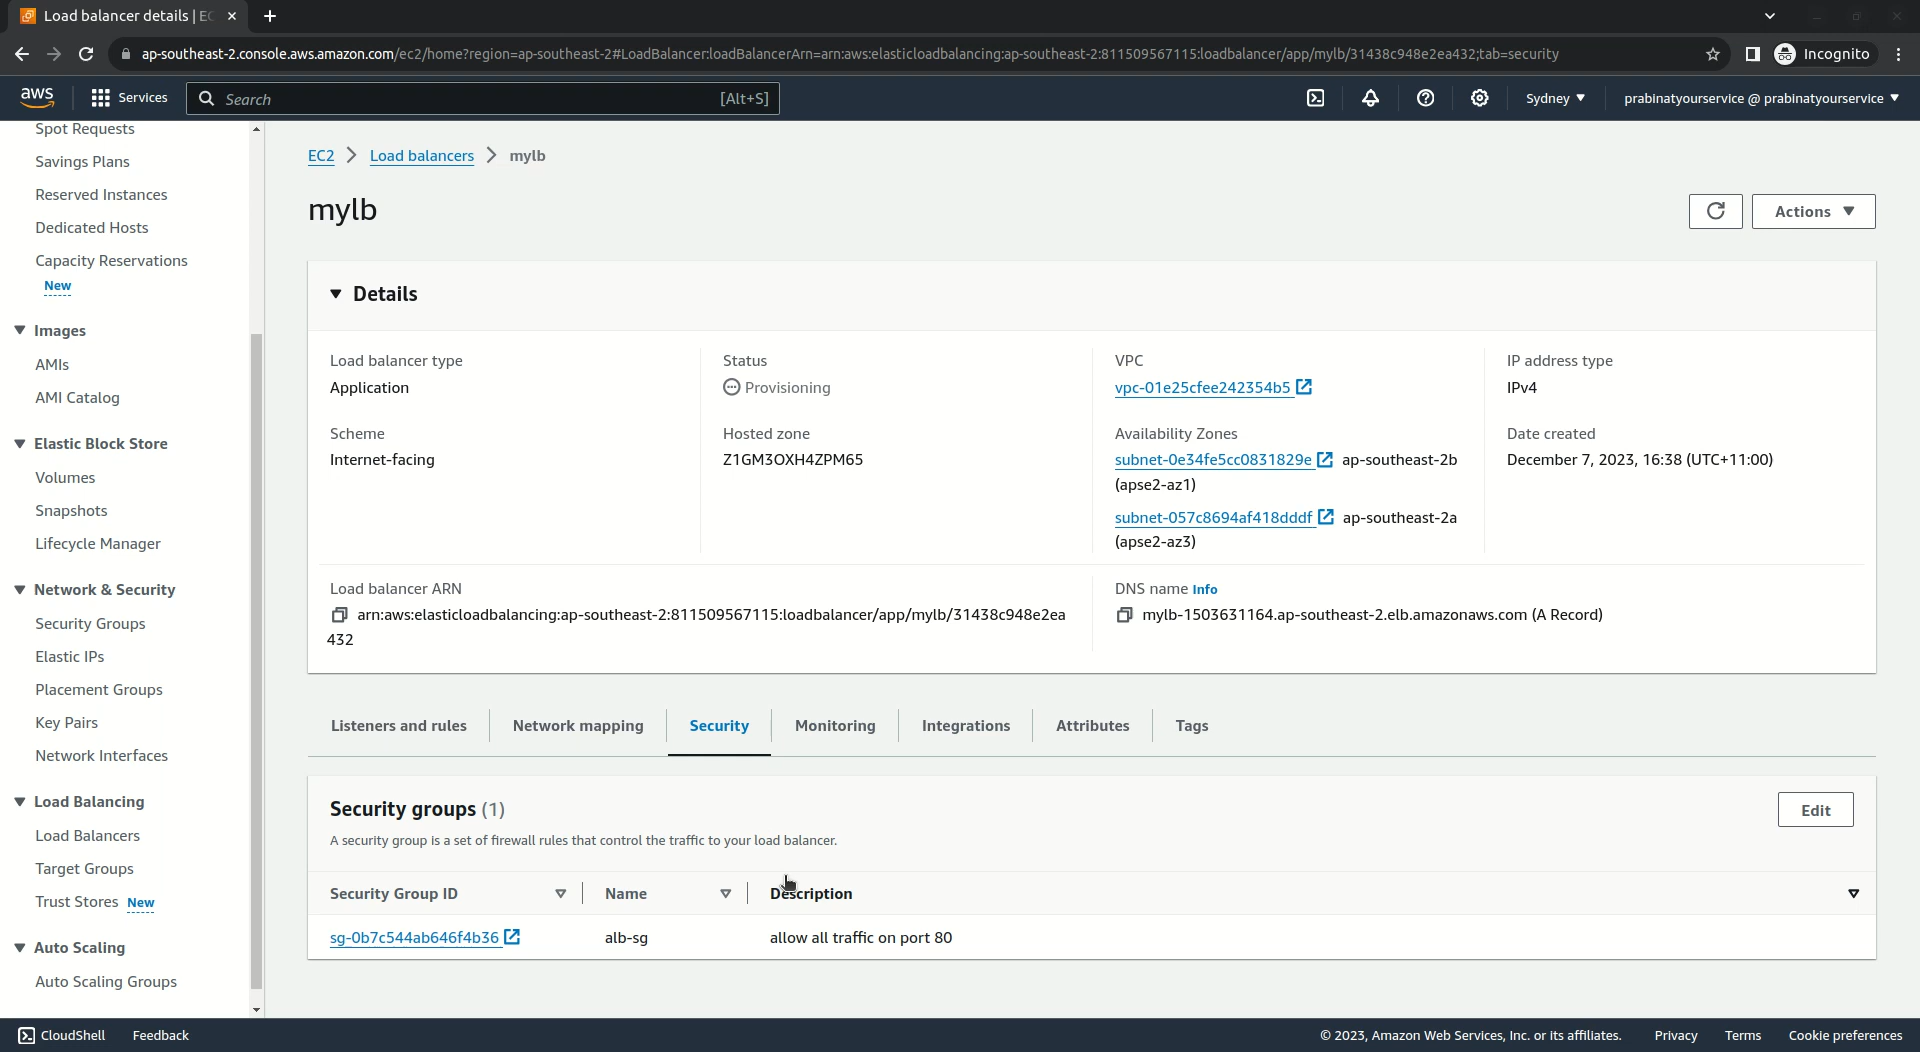 Load balancer details | EC
ap-southeast-2.console.aws.amazon.com/ec2/home?region=ap-southeast-2#LoadBalancer:loadBalancerArn=arn:aws:elasticloadbalancing:ap-southeast-2:811509567115:loadbalancer/app/mylb/31438c948e2ea432;tab=security
Incognito
aws
Services
Search
[Alt+S]
Sydney
prabinatyourservice @ prabinatyourservice
Spot Requests
Savings Plans
Reserved Instances
Dedicated Hosts
Capacity Reservations
New
Images
AMIs
AMI Catalog
Elastic Block Store
Volumes
Snapshots
Lifecycle Manager
Network & Security
Security Groups
Elastic IPs
Placement Groups
Key Pairs
Network Interfaces
Load Balancing
Load Balancers
Target Groups
Trust Stores New
Auto Scaling
Auto Scaling Groups
EC2 Load balancers mylb
mylb
Actions
Details
Load balancer type
Application
Status
Provisioning
VPC
vpc-01e25cfee242354b5
IP address type
IPv4
Scheme
Internet-facing
Hosted zone
Z1GM3OXH4ZPM65
Availability Zones
subnet-0e34fe5cc0831829e ap-southeast-2b
(apse2-az1)
subnet-057c8694af418dddf ap-southeast-2a
(apse2-az3)
Date created
December 7, 2023, 16:38 (UTC+11:00)
Load balancer ARN
arn:aws:elasticloadbalancing:ap-southeast-2:811509567115:loadbalancer/app/mylb/31438c948e2ea
432
DNS name Info
mylb-1503631164.ap-southeast-2.elb.amazonaws.com (A Record)
Listeners and rules
Network mapping
Security
Monitoring
Integrations
Attributes
Tags
Security groups (1)
Edit
A security group is a set of firewall rules that control the traffic to your load balancer.
Security Group ID
Name
Description
sg-0b7c544ab646f4b36
alb-sg
allow all traffic on port 80
CloudShell
Feedback
© 2023, Amazon Web Services, Inc. or its affiliates.
Privacy
Terms
Cookie preferences